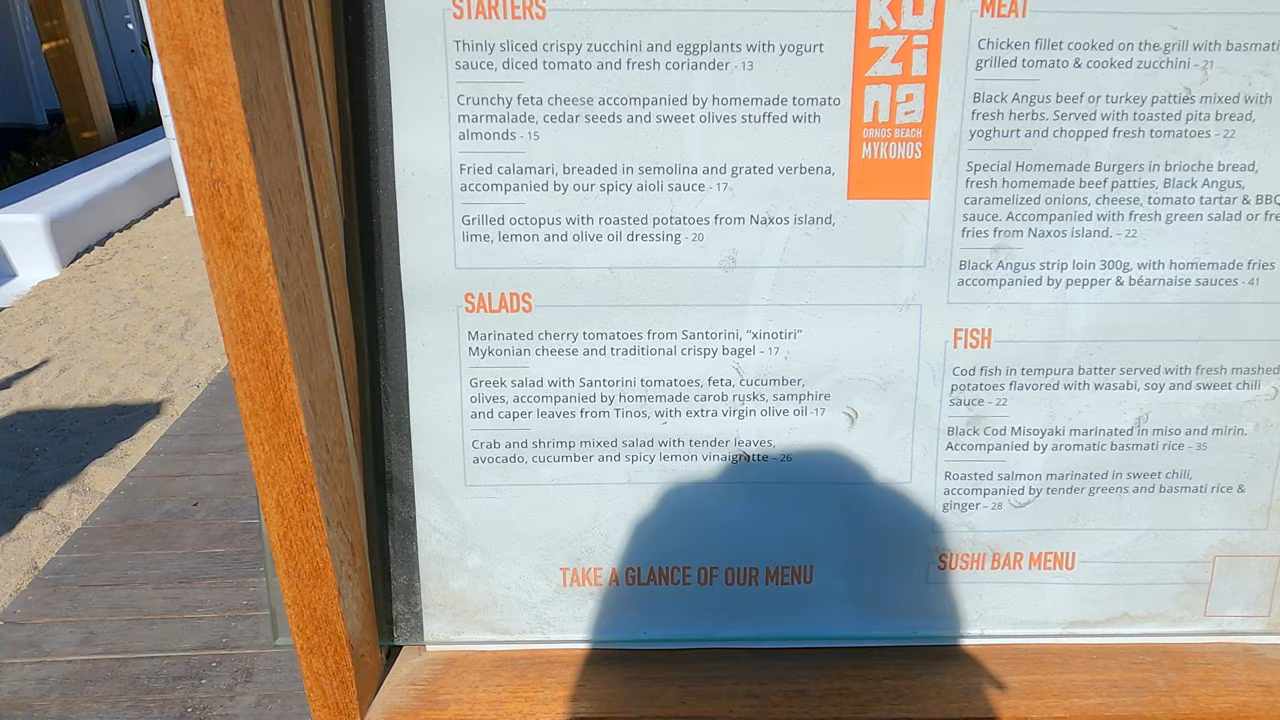 STARTERS
Thinly sliced crispy zucchini and eggplants with yogurt
sauce, diced tomato and fresh coriander - 13
Crunchy feta cheese accompanied by homemade tomato
marmalade, cedar seeds and sweet olives stuffed with
almonds - 15
Fried calamari, breaded in semolina and grated verbena,
accompanied by our spicy aioli sauce - 17
Grilled octopus with roasted potatoes from Naxos island,
lime, lemon and olive oil dressing - 20
SALADS
Marinated cherry tomatoes from Santorini, “xinotiri”
Mykonian cheese and traditional crispy bagel – 17
Greek salad with Santorini tomatoes, feta, cucumber,
olives, accompanied by homemade carob rusks, samphire
and caper leaves from Tinos, with extra virgin olive oil -17
Crab and shrimp mixed salad with tender leaves,
avocado, cucumber and spicy lemon vinaigrette – 26
TAKE A GLANCE OF OUR MENU
ku
zi
na
ORNOS BEACH
MYKONOS
MEAT
Chicken fillet cooked on the grill with basmati
grilled tomato & cooked zucchini – 21
Black Angus beef or turkey patties mixed with
fresh herbs. Served with toasted pita bread,
yoghurt and chopped fresh tomatoes – 22
Special Homemade Burgers in brioche bread,
fresh homemade beef patties, Black Angus,
caramelized onions, cheese, tomato tartar & BBQ
sauce. Accompanied with fresh green salad or
fries from Naxos island. – 22
Black Angus strip loin 300g, with homemade fries
accompanied by pepper & béarnaise sauces - 41
FISH
Cod fish in tempura batter served with fresh mashed
potatoes flavored with wasabi, soy and sweet chili
sauce – 22
Black Cod Misoyaki marinated in miso and mirin.
Accompanied by aromatic basmati rice – 35
Roasted salmon marinated in sweet chili,
accompanied by tender greens and basmati rice &
ginger – 28
SUSHI BAR MENU